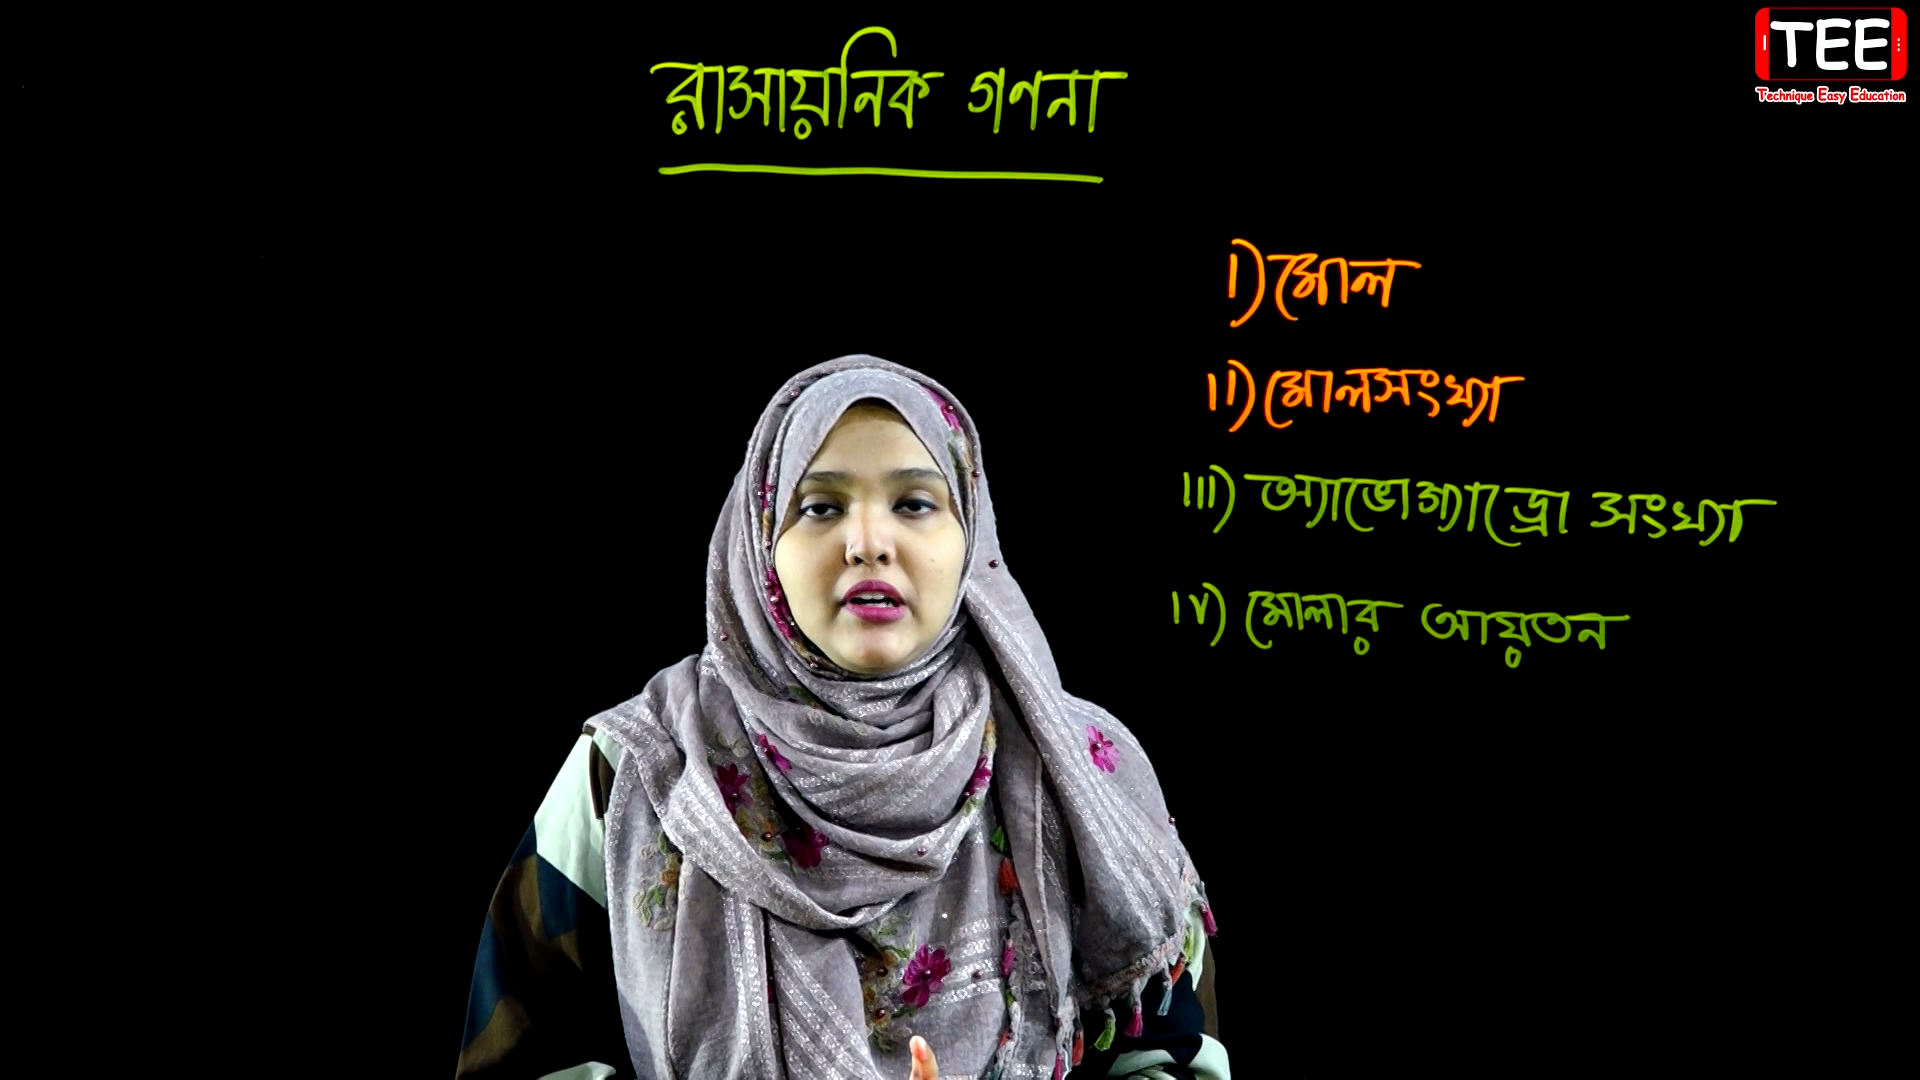 রাসায়নিক গণনা
TEE
Technique Easy Education
I) মোল
II) মোলসংখ্যা
III) অ্যাভোগ্যাড্রো সংখ্যা
IV) মোলার আয়তন